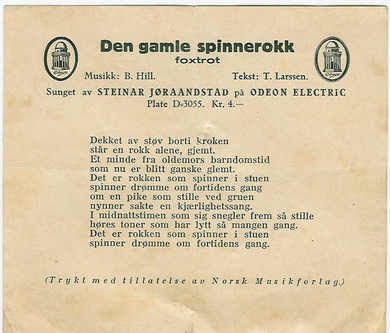 Den gamle spinnerokk
foxtrot
Musikk: B. Hill. Tekst: T. Larssen.
Sunget av STEINAR JØRAANDSTAD på ODEON ELECTRIC
Plate D-3055. Kr. 4.—
Dekket av støv borti kroken
står en rokk alene, gjemt.
Et minde fra oldemors barndomstid
som nu er blitt ganske glemt.
Det er rokken som spinner i stuen
spinner drømme om fortidens gang
om en pike som stille ved gruen
nynner sakte en kjærlighetssang.
I midnattstimen som sig snegler frem så stille
høres toner som har lytt så mangen gang.
Det er rokken som spinner i stuen
spinner drømme om fortidens gang.
(Trykt med tillatelse av Norsk Musikforlag.)